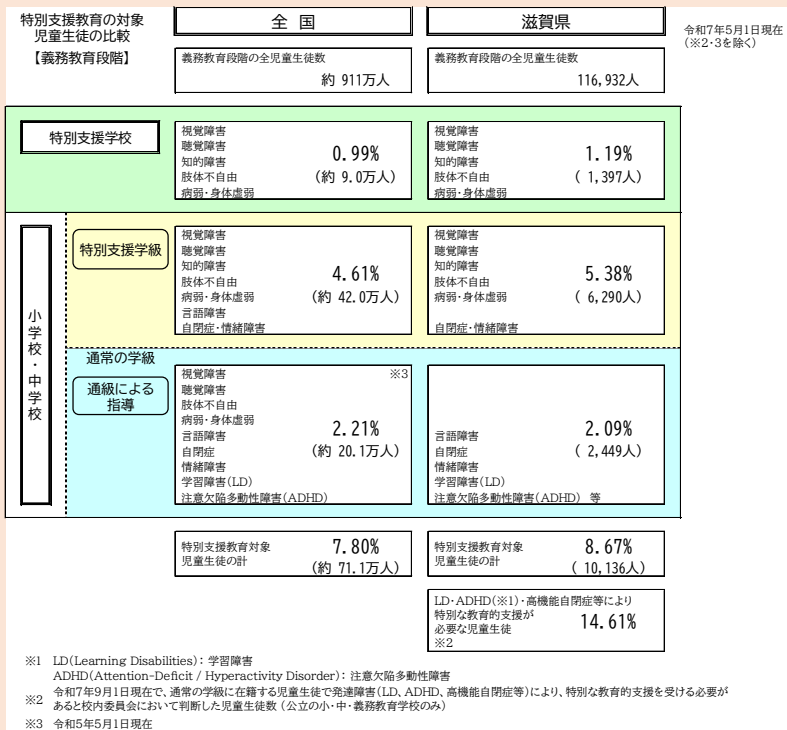 特別支援教育の対象
児童生徒の比較
【義務教育段階】
全 国
滋賀県
令和7年5月1日現在
(※2・3を除く)
義務教育段階の全児童生徒数
約 911万人
義務教育段階の全児童生徒数
116,932人
特別支援学校
視覚障害
聴覚障害
知的障害
肢体不自由
病弱・身体虚弱
0.99%
(約 9.0万人)
視覚障害
聴覚障害
知的障害
肢体不自由
病弱・身体虚弱
1.19%
( 1,397人)
小学校・中学校
特別支援学級
視覚障害
聴覚障害
知的障害
肢体不自由
病弱・身体虚弱
言語障害
自閉症・情緒障害
4.61%
(約 42.0万人)
視覚障害
聴覚障害
知的障害
肢体不自由
病弱・身体虚弱
自閉症・情緒障害
5.38%
( 6,290人)
通常の学級
通級による
指導
視覚障害
※3
聴覚障害
肢体不自由
病弱・身体虚弱
言語障害
自閉症
情緒障害
学習障害(LD)
注意欠陥多動性障害(ADHD)
2.21%
(約 20.1万人)
言語障害
自閉症
情緒障害
学習障害(LD)
注意欠陥多動性障害(ADHD) 等
2.09%
( 2,449人)
特別支援教育対象
児童生徒の計
7.80%
(約 71.1万人)
特別支援教育対象
児童生徒の計
8.67%
( 10,136人)
LD・ADHD(※1)・高機能自閉症等により
特別な教育的支援が
必要な児童生徒
※2
14.61%
※1 LD(Learning Disabilities): 学習障害
ADHD(Attention-Deficit / Hyperactivity Disorder): 注意欠陥多動性障害
※2 令和7年9月1日現在で、通常の学級に在籍する児童生徒で発達障害(LD、ADHD、高機能自閉症等)により、特別な教育的支援を受ける必要が
あると校内委員会において判断した児童生徒数 (公立の小・中・義務教育学校のみ)
※3 令和5年5月1日現在